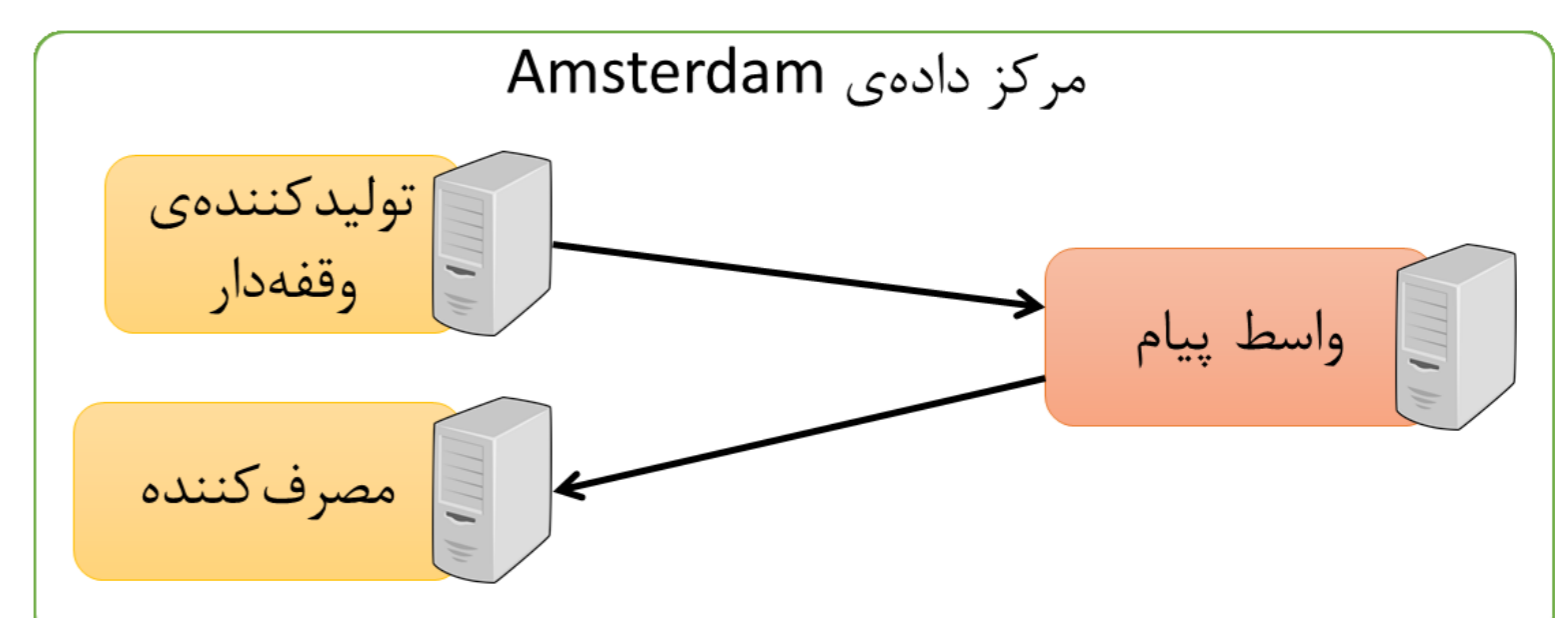 مرکز داده‌ی Amsterdam
تولیدکننده‌ی
وقفه‌دار
واسط پیام
مصرف‌کننده